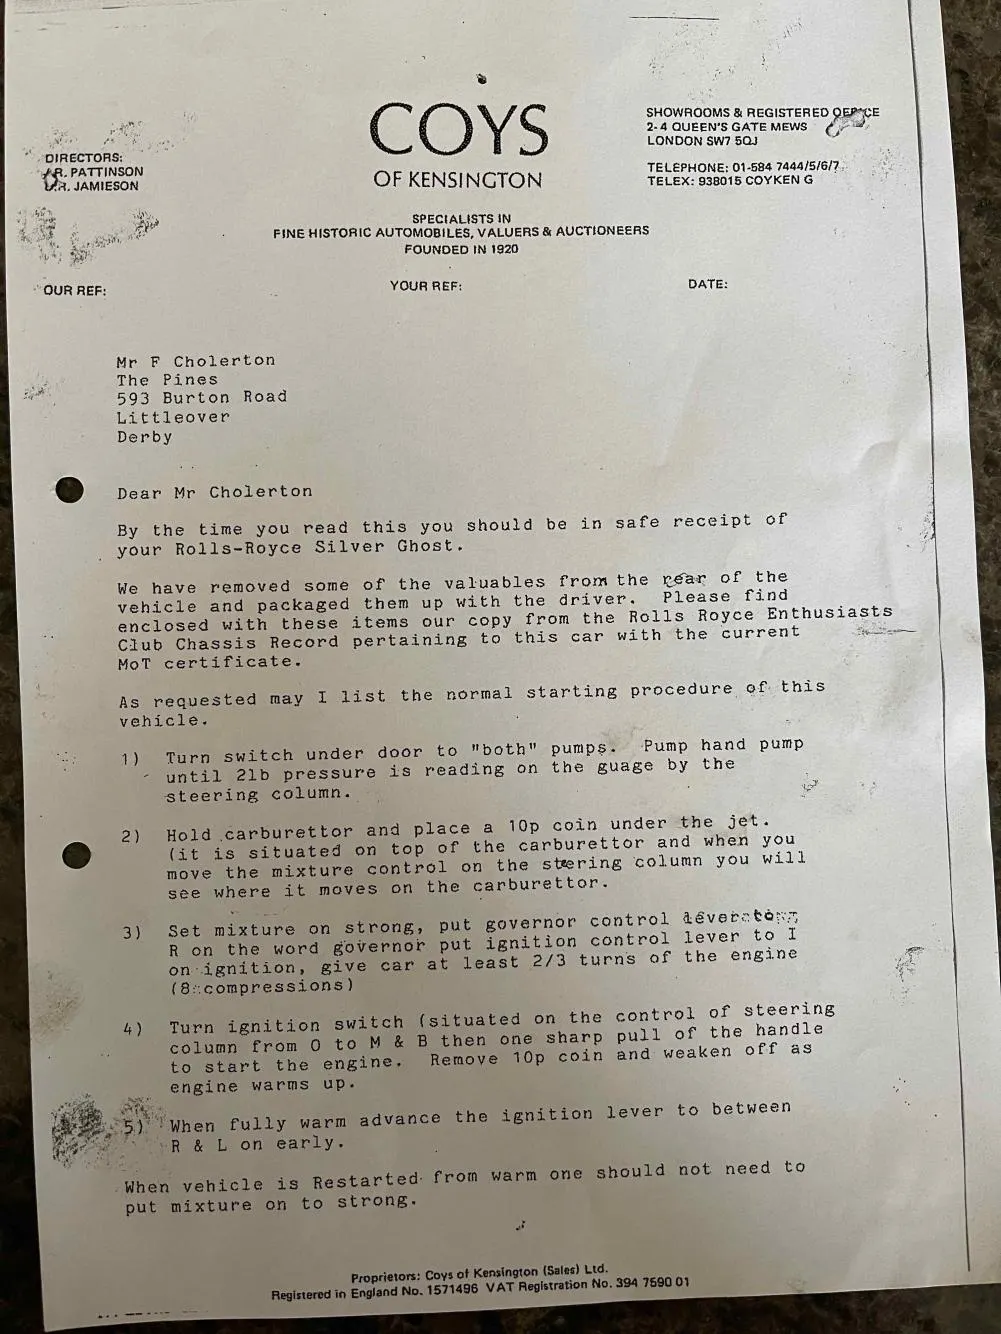 COYS
OF KENSINGTON
SPECIALISTS IN
FINE HISTORIC AUTOMOBILES, VALUERS & AUCTIONEERS
FOUNDED IN 1920
DIRECTORS:
R. PATTINSON
R. JAMIESON
SHOWROOMS & REGISTERED OFFICE
2-4 QUEEN'S GATE MEWS
LONDON SW7 5QJ
TELEPHONE: 01-584 7444/5/6/7
TELEX: 938015 COYKEN G
OUR REF:
YOUR REF:
DATE:
Mr F Cholerton
The Pines
593 Burton Road
Littleover
Derby
Dear Mr Cholerton
By the time you read this you should be in safe receipt of
your Rolls-Royce Silver Ghost.
We have removed some of the valuables from the rear of the
vehicle and packaged them up with the driver. Please find
enclosed with these items our copy from the Rolls Royce Enthusiasts
Club Chassis Record pertaining to this car with the current
MoT certificate.
As requested may I list the normal starting procedure of this
vehicle.
1) Turn switch under door to "both" pumps. Pump hand pump
until 2lb pressure is reading on the guage by the
steering column.
2) Hold carburettor and place a 10p coin under the jet.
(it is situated on top of the carburettor and when you
move the mixture control on the steering column you will
see where it moves on the carburettor.
3) Set mixture on strong, put governor control
R on the word governor put ignition control lever to I
on ignition, give car at least 2/3 turns of the engine
(8 compressions)
4) Turn ignition switch (situated on the control of steering
column from O to M & B then one sharp pull of the handle
to start the engine. Remove 10p coin and weaken off as
engine warms up.
5) When fully warm advance the ignition lever to between
R & L on early.
When vehicle is Restarted from warm one should not need to
put mixture on to strong.
Proprietors: Coys of Kensington (Sales) Ltd.
Registered in England No. 1571496 VAT Registration No. 394 7590 01